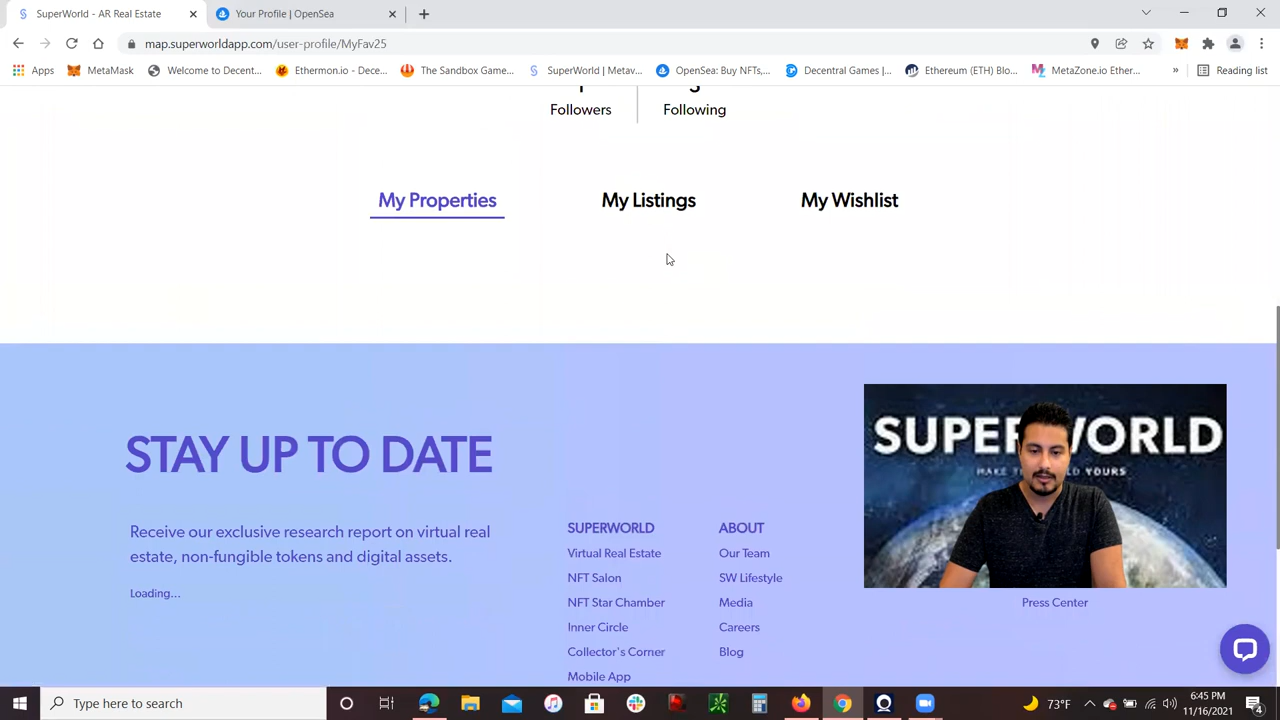 SuperWorld - AR Real Estate
Your Profile | OpenSea
map.superworldapp.com/user-profile/MyFav25
Apps
MetaMask
Welcome to Decent...
Ethermon.io - Dece...
The Sandbox Game...
SuperWorld | Metav...
OpenSea: Buy NFTs,...
Decentral Games |...
Ethereum (ETH) Blo...
MetaZone.io Ether...
»
Reading list
Followers
Following
My Properties
My Listings
My Wishlist
STAY UP TO DATE
Receive our exclusive research report on virtual real
estate, non-fungible tokens and digital assets.
Loading...
SUPERWORLD
Virtual Real Estate
NFT Salon
NFT Star Chamber
Inner Circle
Collector's Corner
Mobile App
ABOUT
Our Team
SW Lifestyle
Media
Careers
Blog
Press Center
Type here to search
73°F
6:45 PM
11/16/2021
4